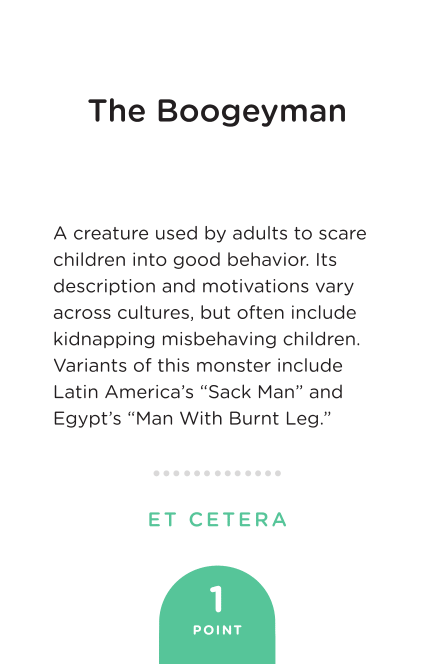 The Boogeyman
A creature used by adults to scare
children into good behavior. Its
description and motivations vary
across cultures, but often include
kidnapping misbehaving children.
Variants of this monster include
Latin America’s “Sack Man” and
Egypt’s “Man With Burnt Leg.”
ET CETERA
1
POINT